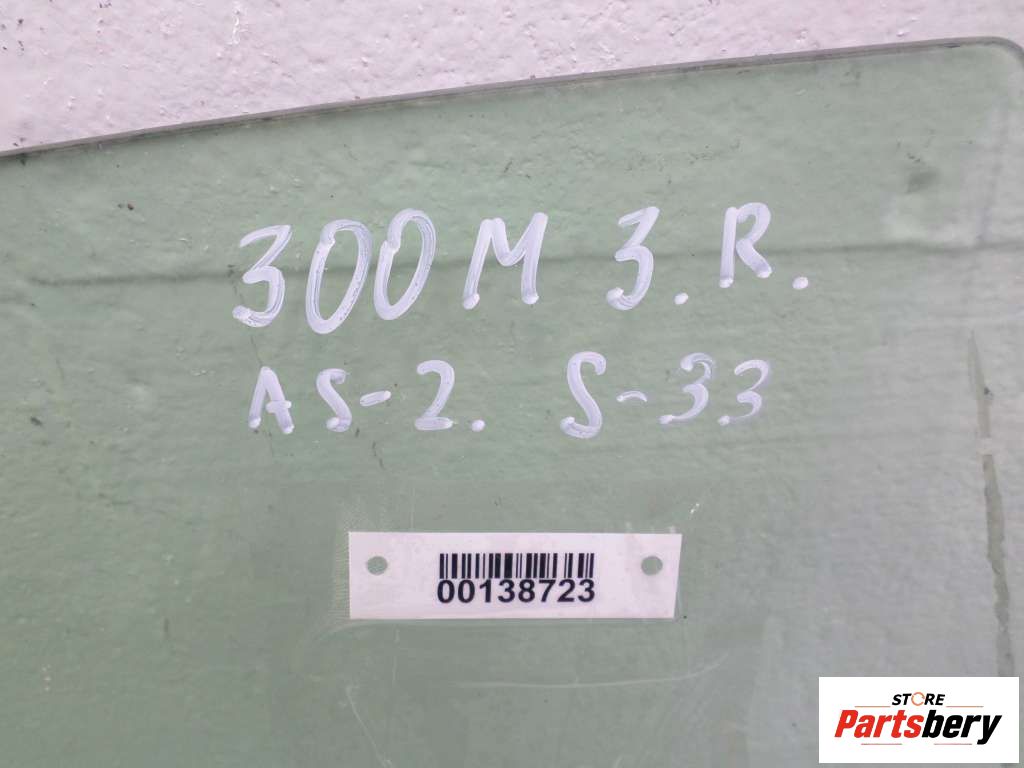 300M 3.R.
AS-2. S-33
00138723
STORE
Partsbery